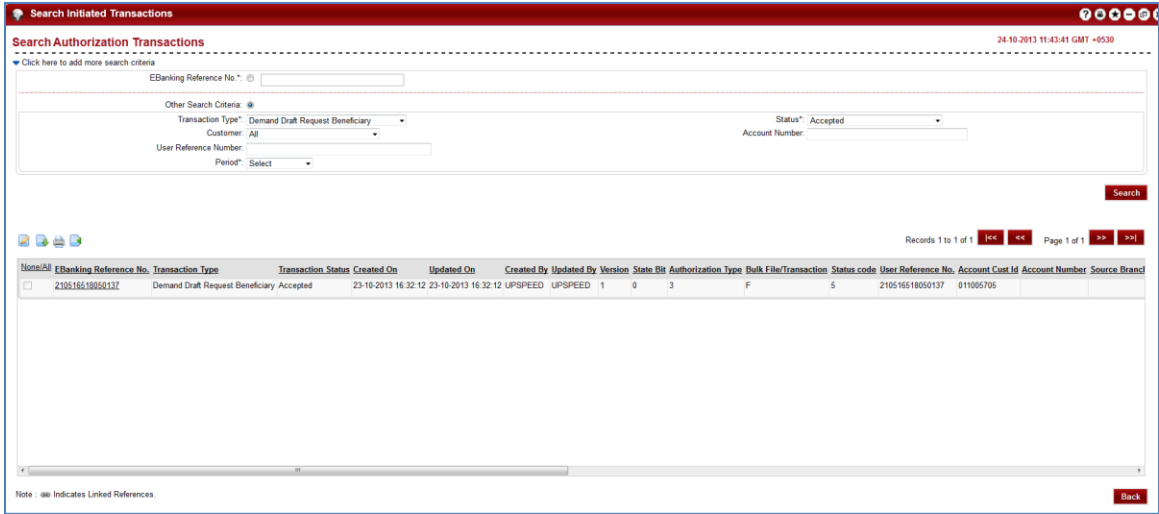 Search Initiated Transactions
Search Authorization Transactions 24-10-2013 11:43:41 GMT +0530
Click here to add more search criteria
EBanking Reference No.*:
Other Search Criteria:
Transaction Type*: Demand Draft Request Beneficiary Status*: Accepted
Customer: All Account Number:
User Reference Number:
Period*: Select
Search
Records 1 to 1 of 1 |<< << Page 1 of 1 >> >>|
None/All EBanking Reference No. Transaction Type Transaction Status Created On Updated On Created By Updated By Version State Bit Authorization Type Bulk File/Transaction Status code User Reference No. Account Cust Id Account Number Source Branch
210516518050137 Demand Draft Request Beneficiary Accepted 23-10-2013 16:32:12 23-10-2013 16:32:12 UPSPEED UPSPEED 1 0 3 F 5 210516518050137 011005705
Note : Indicates Linked References.
Back